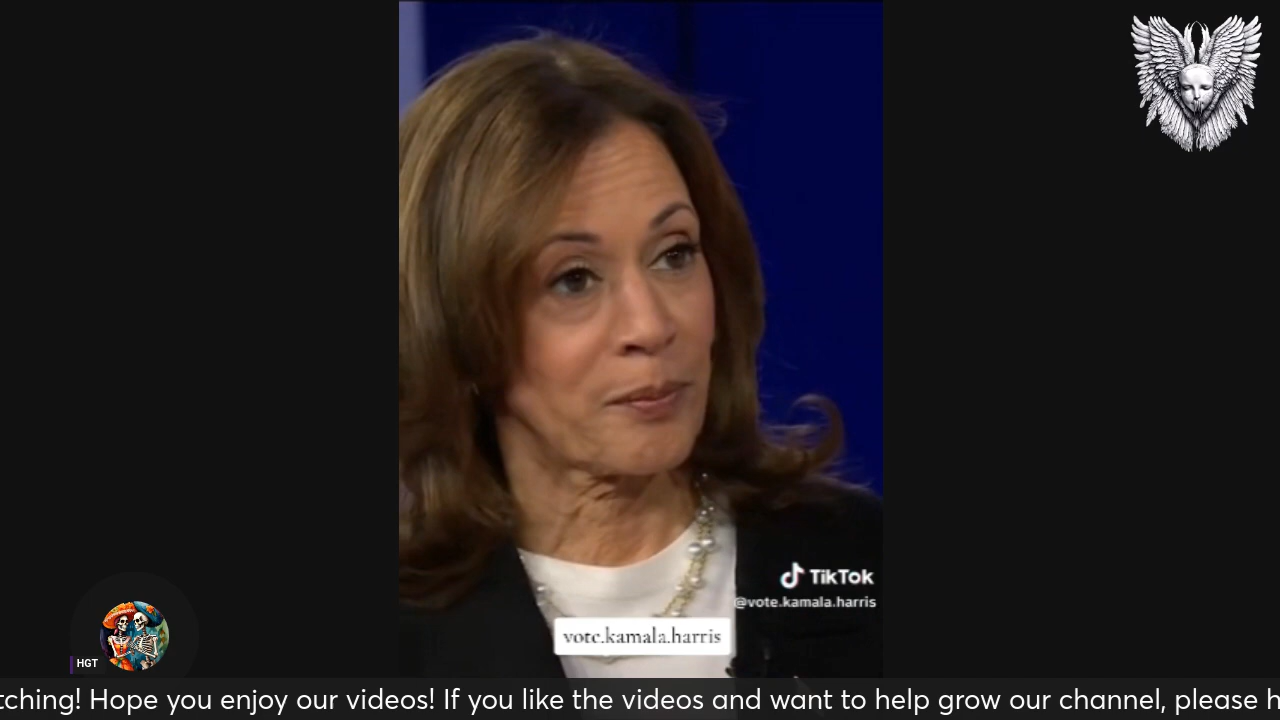 TikTok
@vote.kamala.harris
vote.kamala.harris
HGT
tching! Hope you enjoy our videos! If you like the videos and want to help grow our channel, please h